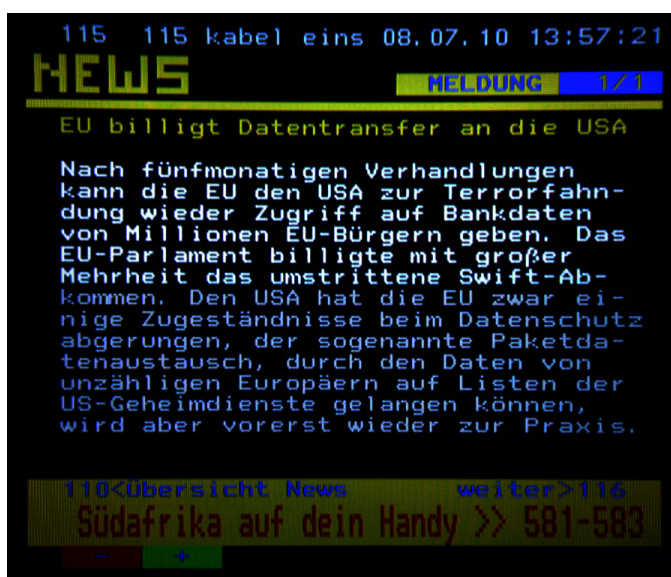 115 115 kabel eins 08.07.10 13:57:21
NEWS
MELDUNG 1/1
EU billigt Datentransfer an die USA
Nach fünfmonatigen Verhandlungen
kann die EU den USA zur Terrorfahn-
dung wieder Zugriff auf Bankdaten
von Millionen EU-Bürgern geben. Das
EU-Parlament billigte mit großer
Mehrheit das umstrittene Swift-Ab-
kommen. Den USA hat die EU zwar ei-
nige Zugeständnisse beim Datenschutz
abgerungen, der sogenannte Paketda-
tenaustausch, durch den Daten von
unzähligen Europäern auf Listen der
US-Geheimdienste gelangen können,
wird aber vorerst wieder zur Praxis.
110<Übersicht News weiter>116
Südafrika auf dein Handy >> 581-583
- +